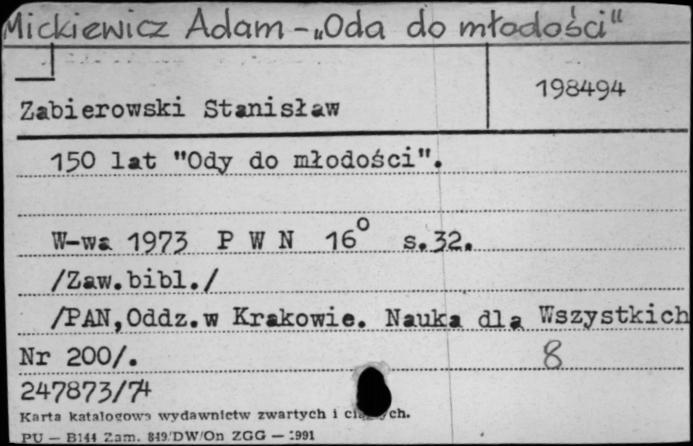 Mickiewicz Adam - „Oda do młodości"
198494
Zabierowski Stanisław
150 lat "Ody do młodości".
W-wa 1973 P W N 16° s.32.
/Zaw.bibl./
/PAN,Oddz.w Krakowie. Nauka dla Wszystkich
Nr 200/. 8
247873/74
Karta katalogowa wydawnictw zwartych i ch.
PU — B144 Zam. 849/DW/On ZGG — 1991